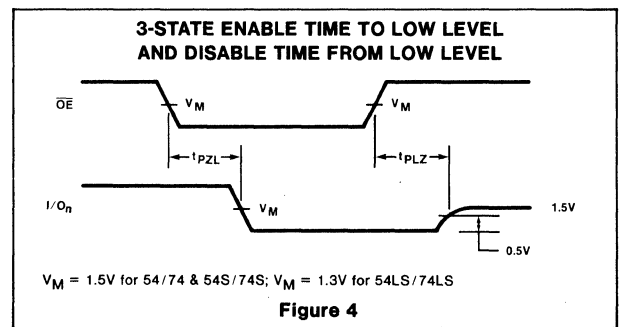 3-STATE ENABLE TIME TO LOW LEVEL
AND DISABLE TIME FROM LOW LEVEL
OE
VM
VM
tPZL
tPLZ
I/On
VM
1.5V
0.5V
VM = 1.5V for 54/74 & 54S/74S; VM = 1.3V for 54LS/74LS
Figure 4